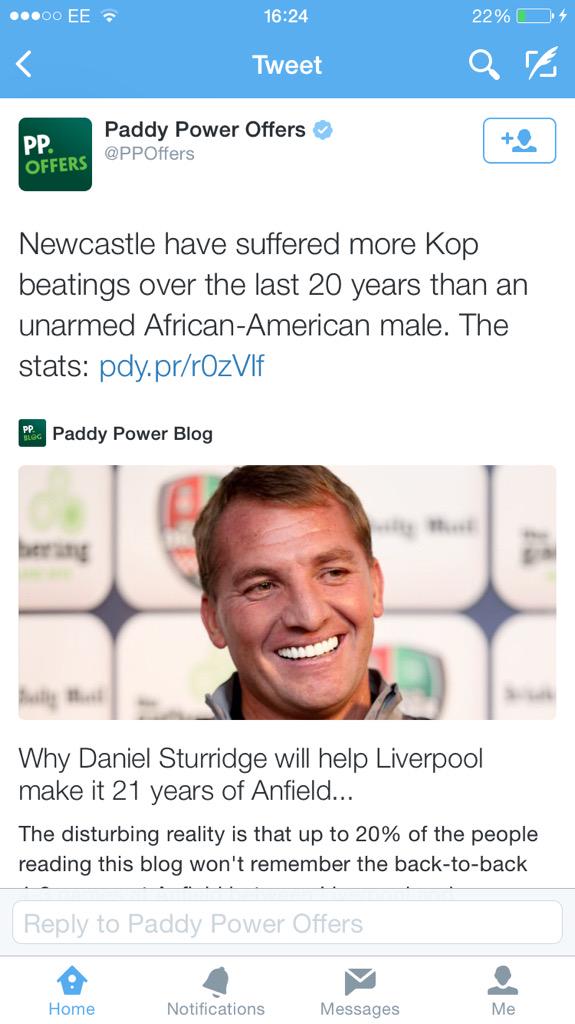 EE 16:24 22%
Tweet
PP.
OFFERS
Paddy Power Offers
@PPOffers
Newcastle have suffered more Kop
beatings over the last 20 years than an
unarmed African-American male. The
stats: pdy.pr/r0zVlf
PP.
BLOG
Paddy Power Blog
Daily Mail
Why Daniel Sturridge will help Liverpool
make it 21 years of Anfield...
The disturbing reality is that up to 20% of the people
reading this blog won't remember the back-to-back
Reply to Paddy Power Offers
Home Notifications Messages Me